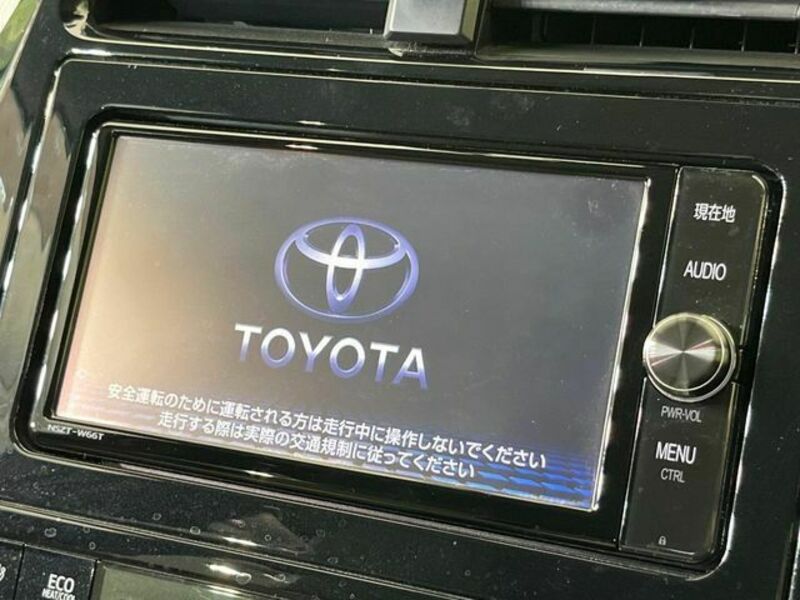 現在地
AUDIO
TOYOTA
安全運転のために運転される方は走行中に操作しないでください
走行する際は実際の交通規制に従ってください
NSZT-W66T
PWR·VOL
MENU
CTRL
ECO
HEAT/COOL